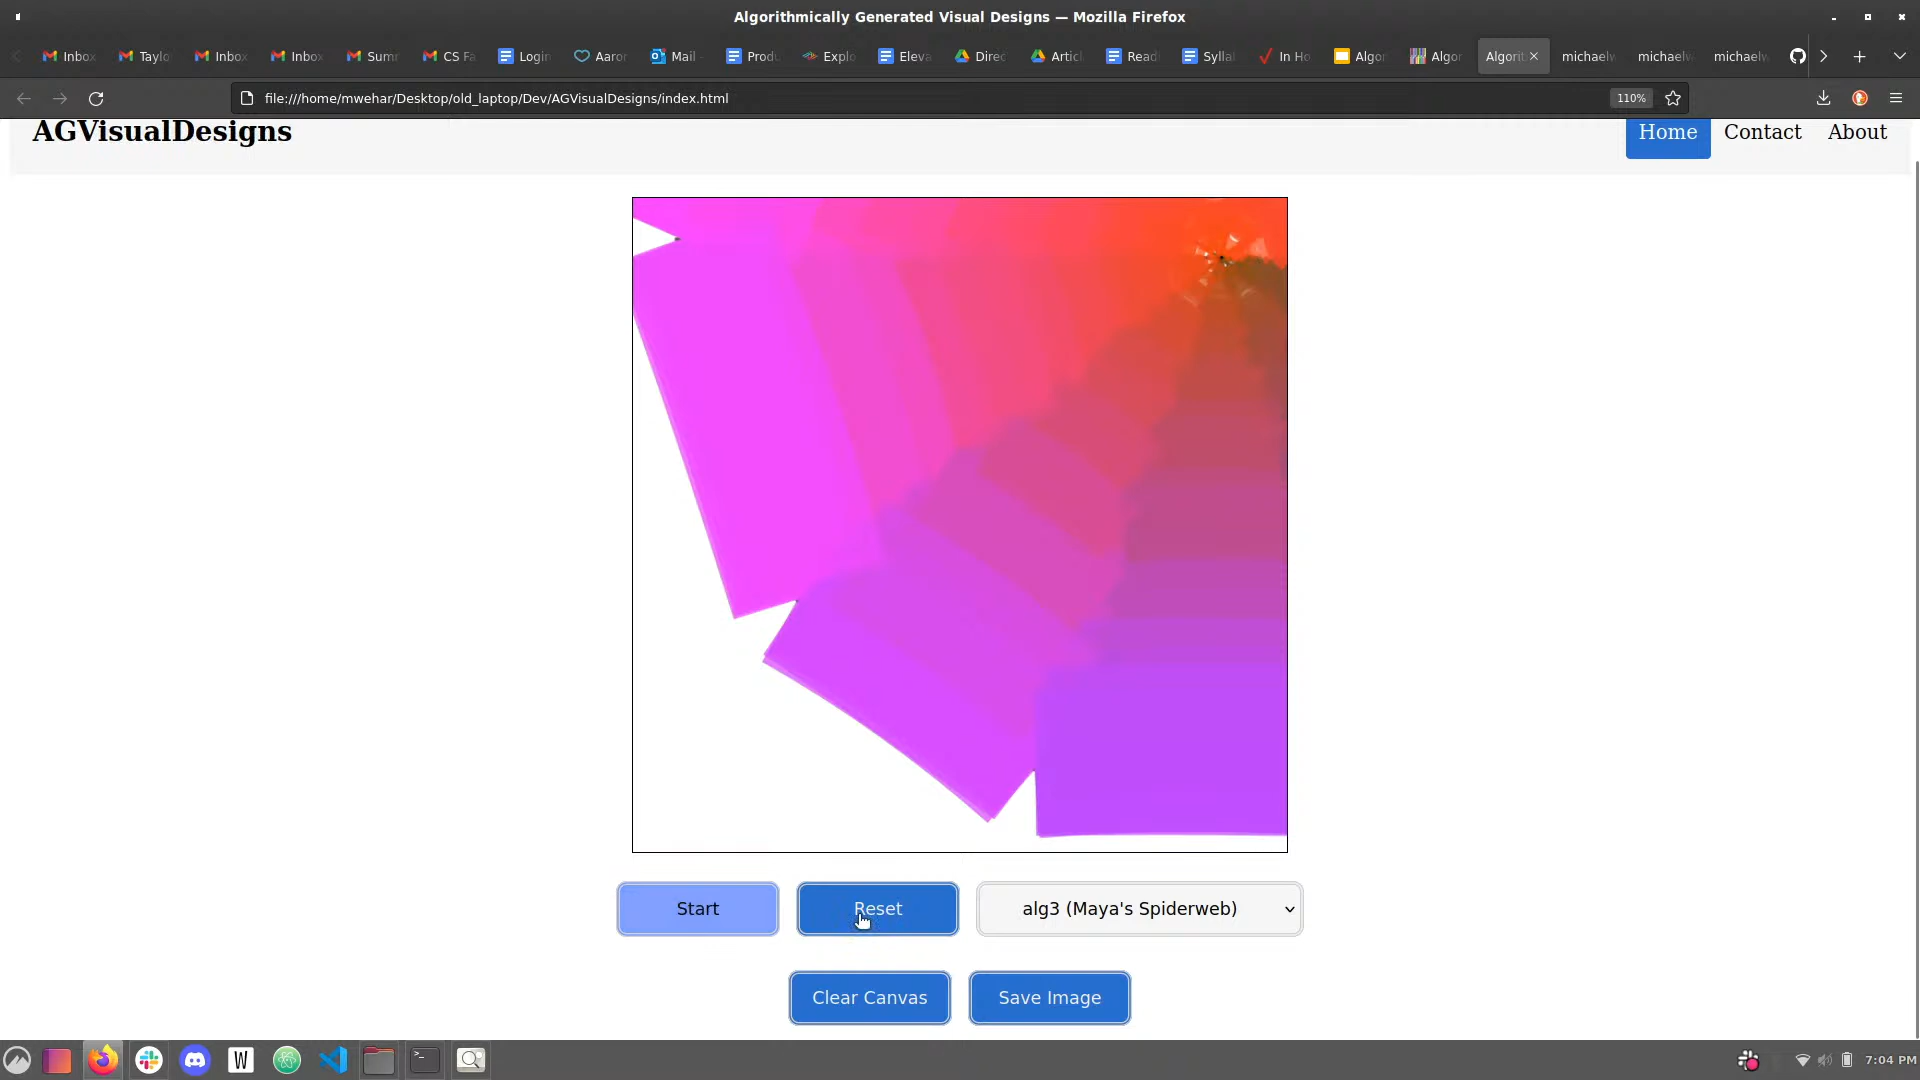 Algorithmically Generated Visual Designs — Mozilla Firefox
Inbox Taylo Inbox Inbox Sumr CS Fa Login Aaror Mail - Produ Explo Eleva Direc Articl Readi Sylla In Ho Algor Algor Algorit michaelw michaelw michaelw
file:///home/mwehar/Desktop/old_laptop/Dev/AGVisualDesigns/index.html 110%
AGVisualDesigns Home Contact About
Start Reset alg3 (Maya's Spiderweb)
Clear Canvas Save Image
W 7:04 PM